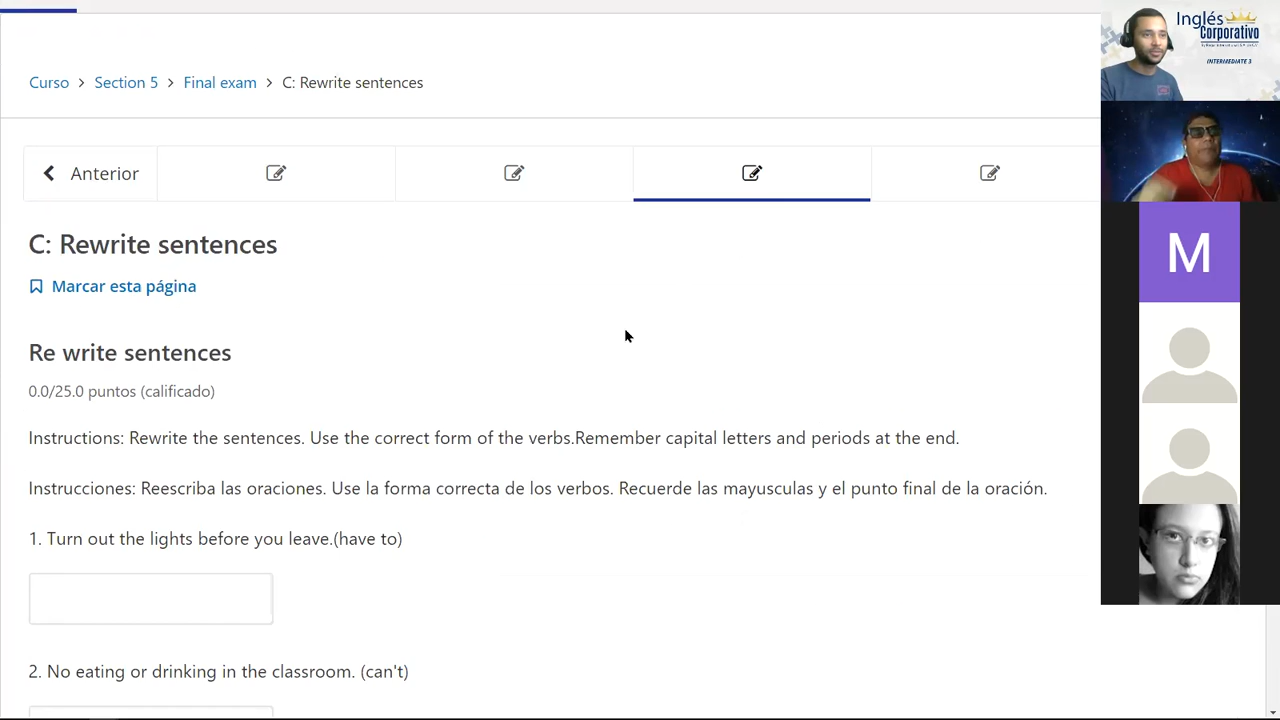 Inglés
Corporativo
INTERMEDIATE 3
Curso > Section 5 > Final exam > C: Rewrite sentences
Anterior
C: Rewrite sentences
Marcar esta página
M
Re write sentences
0.0/25.0 puntos (calificado)
Instructions: Rewrite the sentences. Use the correct form of the verbs.Remember capital letters and periods at the end.
Instrucciones: Reescriba las oraciones. Use la forma correcta de los verbos. Recuerde las mayusculas y el punto final de la oración.
1. Turn out the lights before you leave.(have to)
2. No eating or drinking in the classroom. (can't)